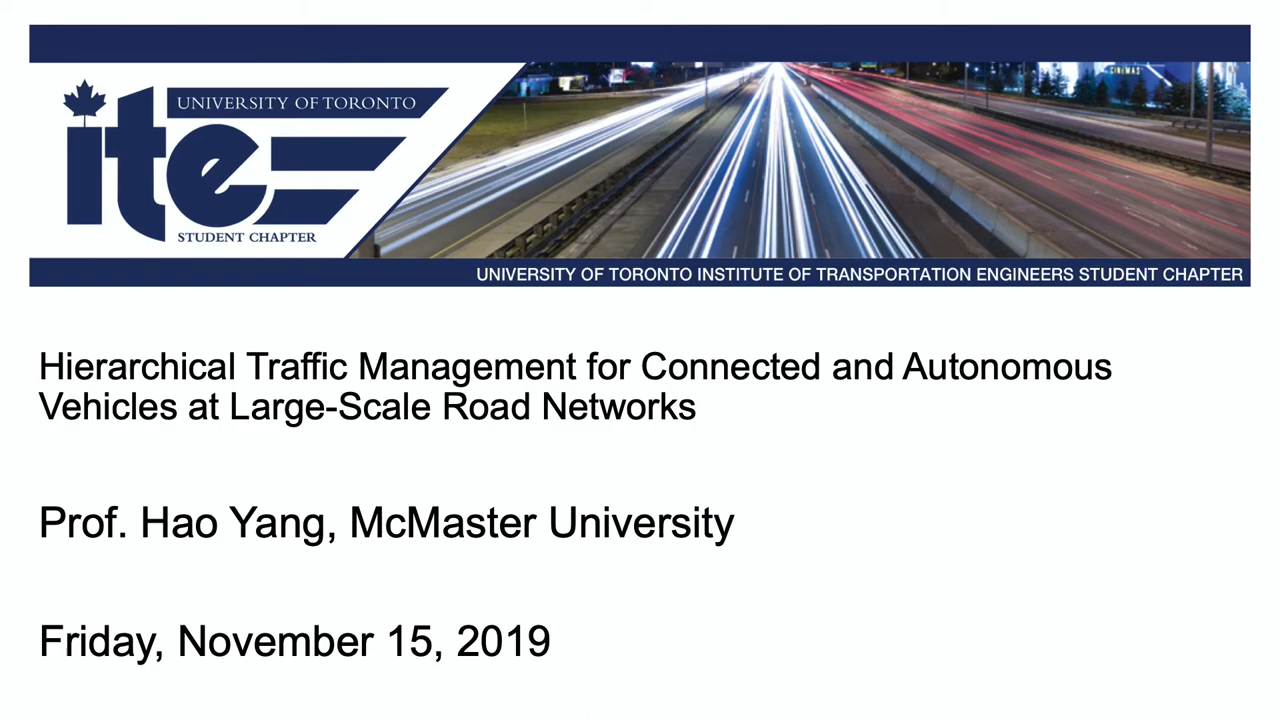 UNIVERSITY OF TORONTO
ite
STUDENT CHAPTER
CINEMAS
UNIVERSITY OF TORONTO INSTITUTE OF TRANSPORTATION ENGINEERS STUDENT CHAPTER
Hierarchical Traffic Management for Connected and Autonomous
Vehicles at Large-Scale Road Networks
Prof. Hao Yang, McMaster University
Friday, November 15, 2019